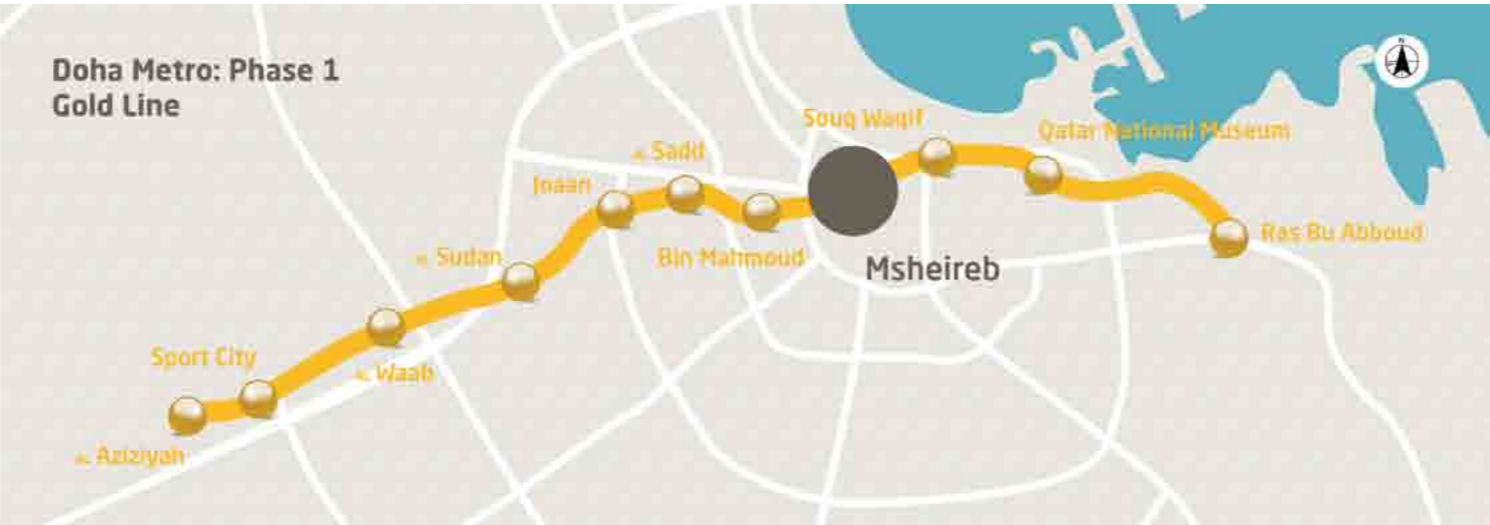 Doha Metro: Phase 1
Gold Line
N
Souq Waqif
Qatar National Museum
Sadd
Joaan
Ras Bu Abboud
Sudan
Bin Mahmoud
Msheireb
Sport City
Waab
Aziziyah